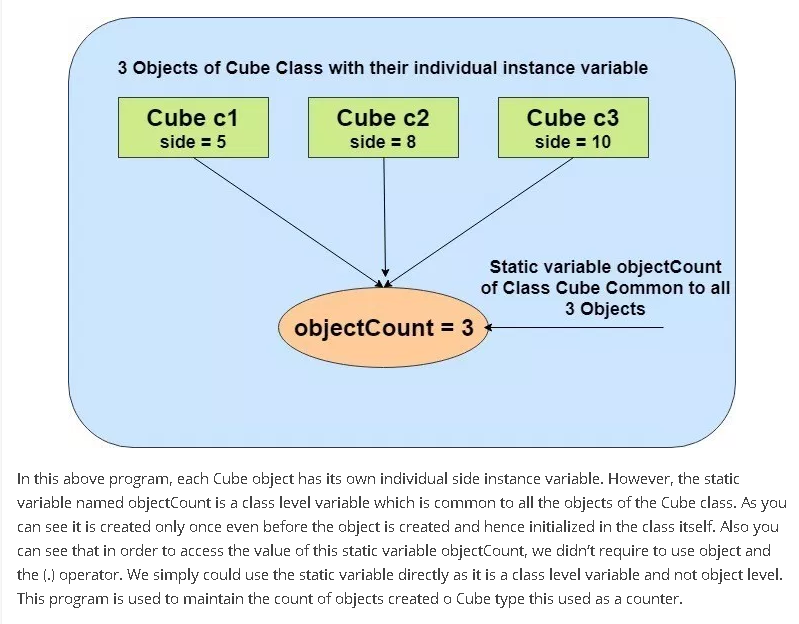 3 Objects of Cube Class with their individual instance variable
Cube c1
side = 5
Cube c2
side = 8
Cube c3
side = 10
Static variable objectCount
of Class Cube Common to all
3 Objects
objectCount = 3
In this above program, each Cube object has its own individual side instance variable. However, the static
variable named objectCount is a class level variable which is common to all the objects of the Cube class. As you
can see it is created only once even before the object is created and hence initialized in the class itself. Also you
can see that in order to access the value of this static variable objectCount, we didn’t require to use object and
the (.) operator. We simply could use the static variable directly as it is a class level variable and not object level.
This program is used to maintain the count of objects created o Cube type this used as a counter.